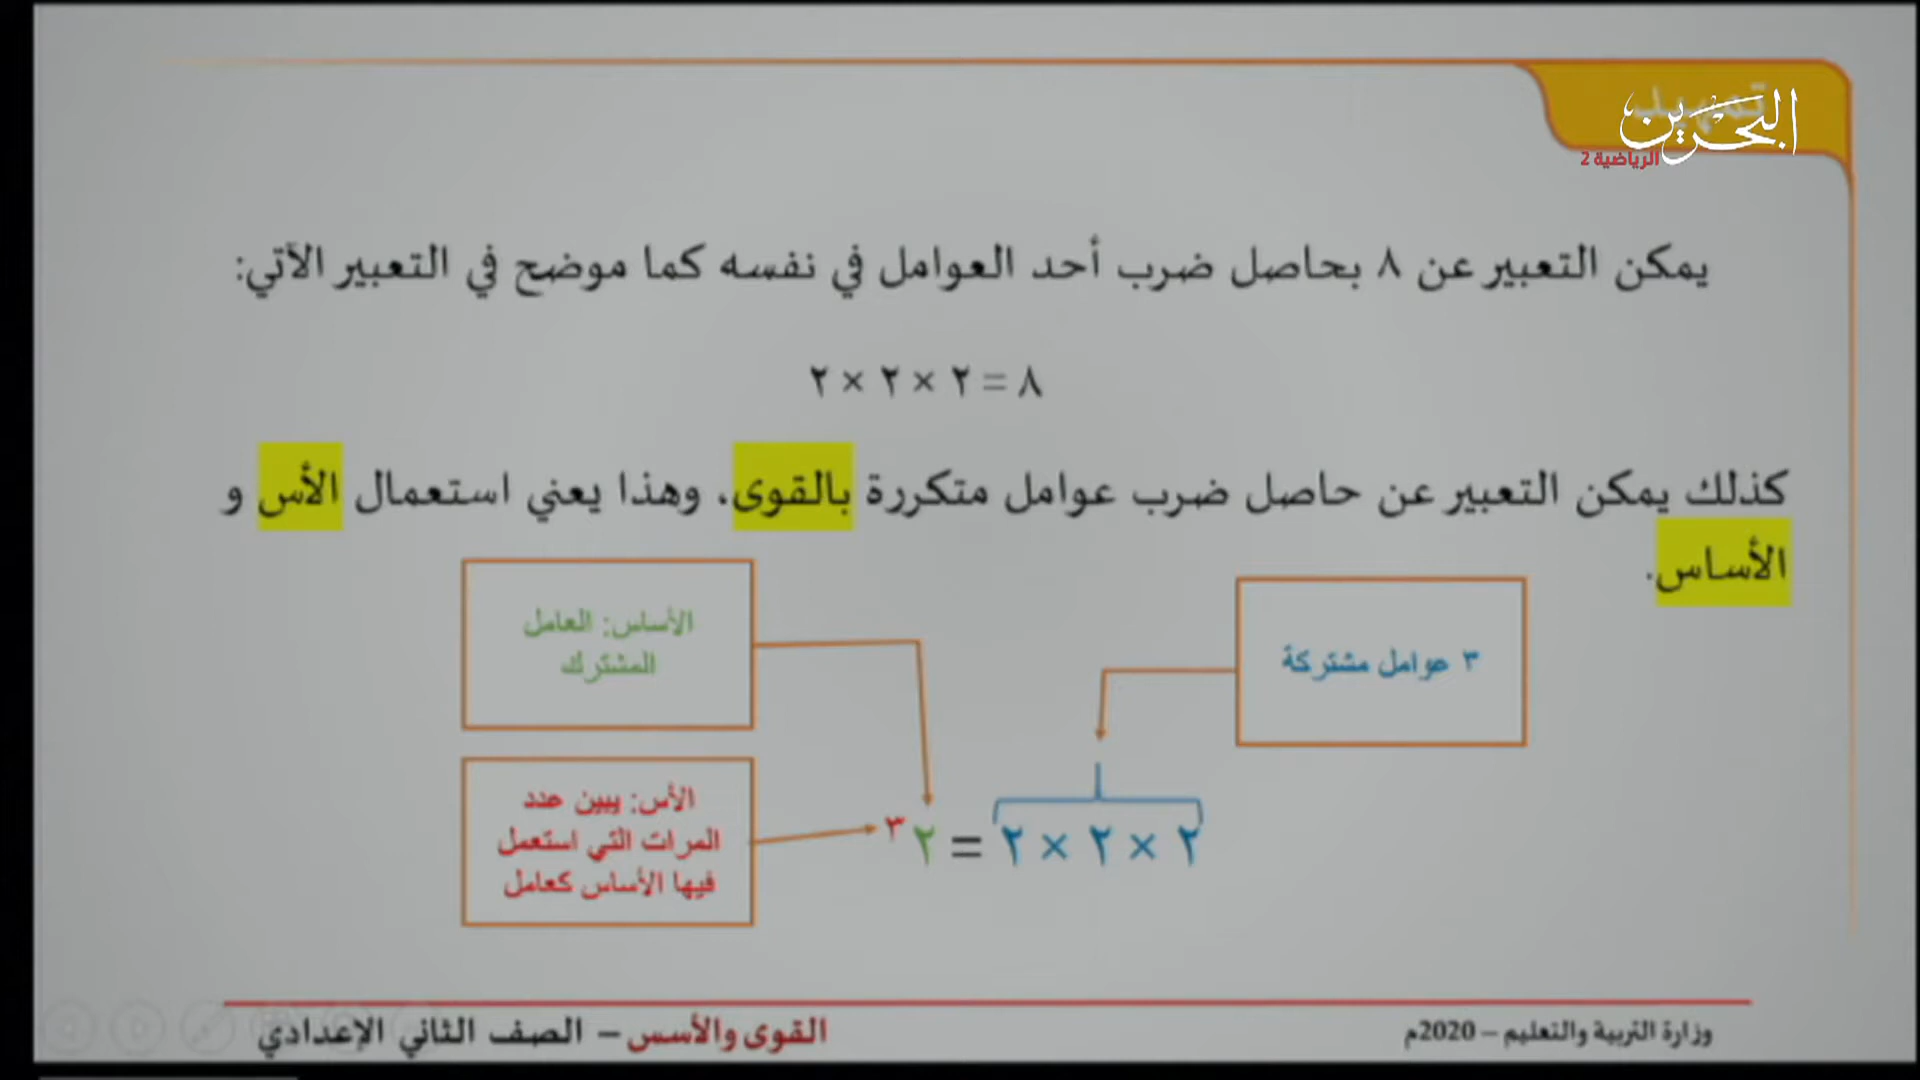 تمهيد
البحرين
الرياضية 2
يمكن التعبير عن ٨ بحاصل ضرب أحد العوامل في نفسه كما موضح في التعبير الآتي:
٨ = ٢ × ٢ × ٢
كذلك يمكن التعبير عن حاصل ضرب عوامل متكررة بالقوى، وهذا يعني استعمال الأس و
الأساس.
٣ عوامل مشتركة
الأساس: العامل
المشترك
٢ × ٢ × ٢ = ٢ ٣
الأس: يبين عدد
المرات التي استعمل
فيها الأساس كعامل
وزارة التربية والتعليم – 2020م
القوى والأسس – الصف الثاني الإعدادي